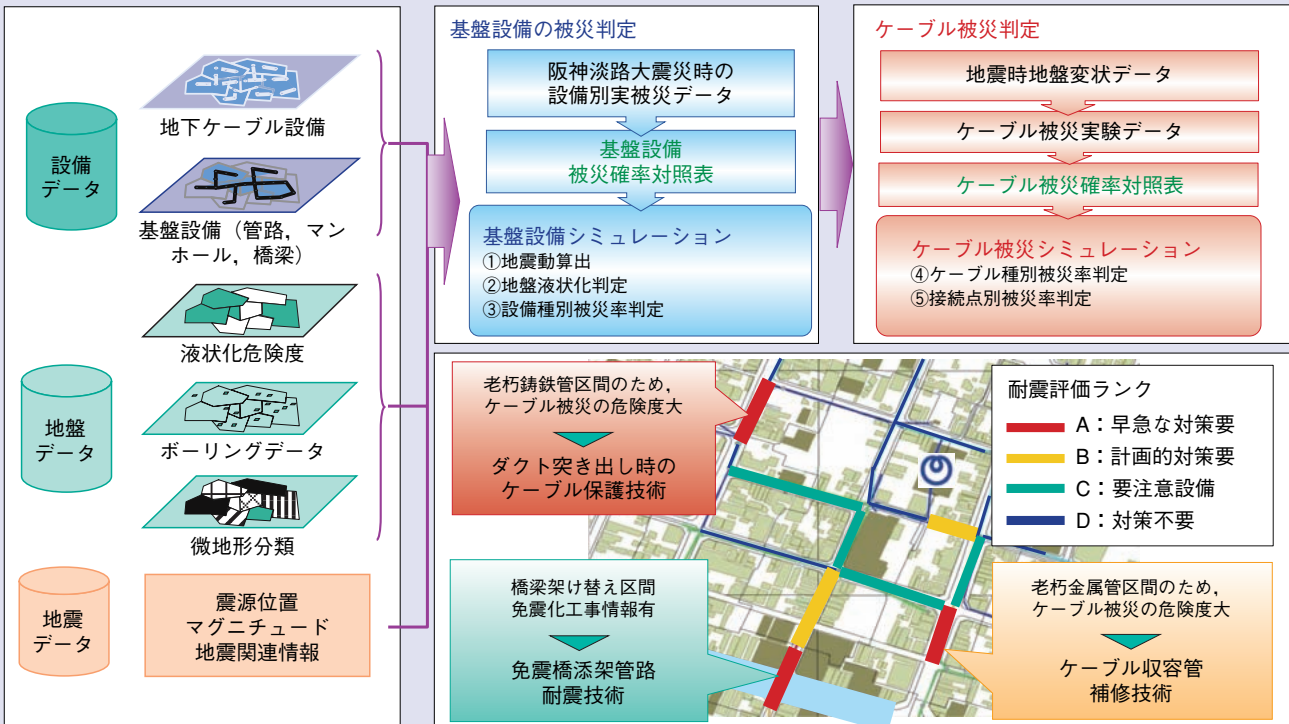 設備
データ
地下ケーブル設備
基盤設備（管路，マン
ホール，橋梁）
地盤
データ
液状化危険度
ボーリングデータ
微地形分類
地震
データ
震源位置
マグニチュード
地震関連情報
基盤設備の被災判定
阪神淡路大震災時の
設備別実被災データ
基盤設備
被災確率対照表
基盤設備シミュレーション
①地震動算出
②地盤液状化判定
③設備種別被災率判定
ケーブル被災判定
地震時地盤変状データ
ケーブル被災実験データ
ケーブル被災確率対照表
ケーブル被災シミュレーション
④ケーブル種別被災率判定
⑤接続点別被災率判定
老朽鋳鉄管区間のため，
ケーブル被災の危険度大
ダクト突き出し時の
ケーブル保護技術
耐震評価ランク
A：早急な対策要
B：計画的対策要
C：要注意設備
D：対策不要
橋梁架け替え区間
免震化工事情報有
免震橋添架管路
耐震技術
老朽金属管区間のため，
ケーブル被災の危険度大
ケーブル収容管
補修技術